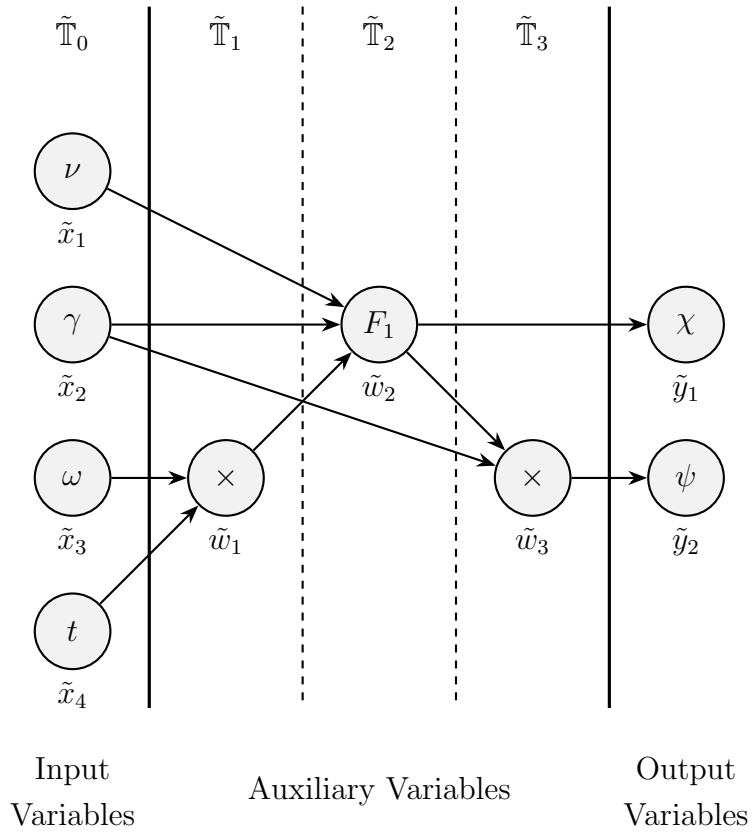 𝕋̃₀ 𝕋̃₁ 𝕋̃₂ 𝕋̃₃
ν
x̃₁
γ F₁ χ
x̃₂ w̃₂ ỹ₁
ω × × ψ
x̃₃ w̃₁ w̃₃ ỹ₂
t
x̃₄
Input
Variables
Auxiliary Variables
Output
Variables